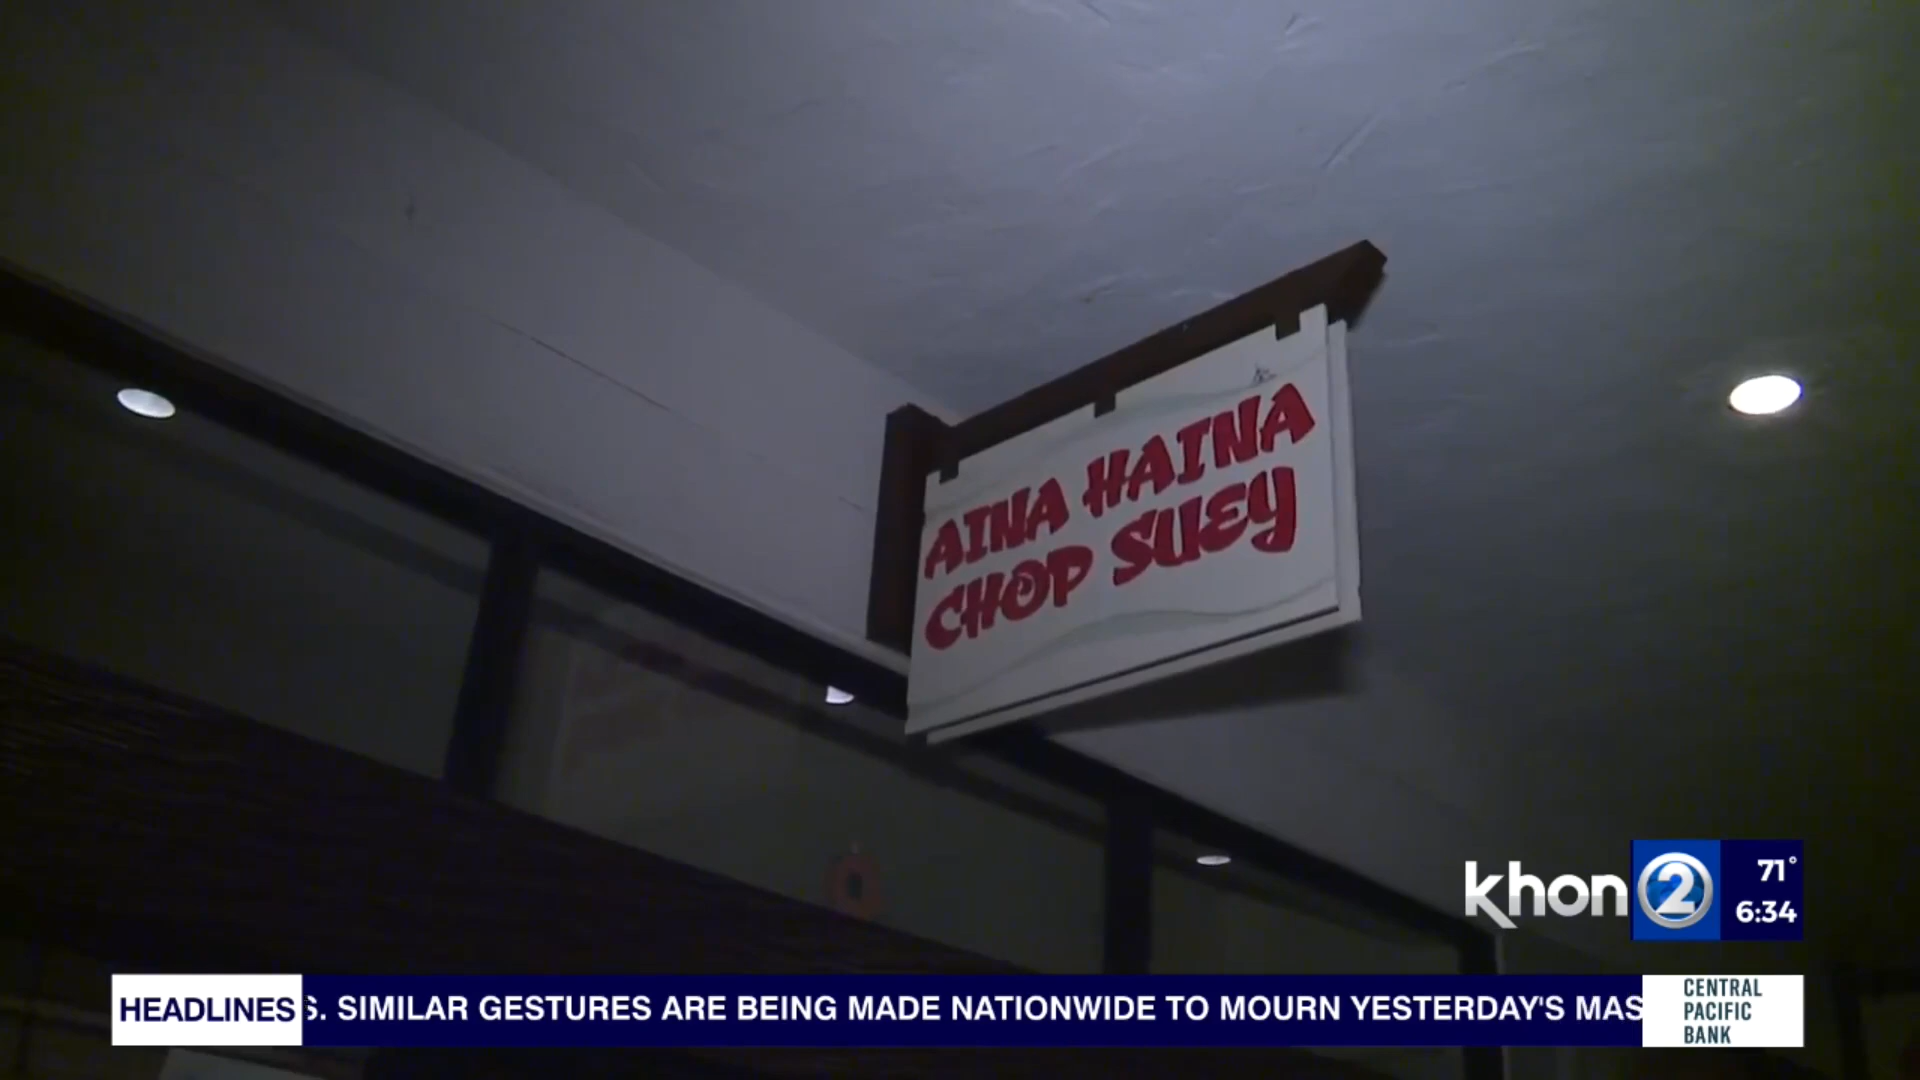 AINA HAINA
CHOP SUEY
khon 2
71°
6:34
HEADLINES
S. SIMILAR GESTURES ARE BEING MADE NATIONWIDE TO MOURN YESTERDAY'S MAS
CENTRAL
PACIFIC
BANK